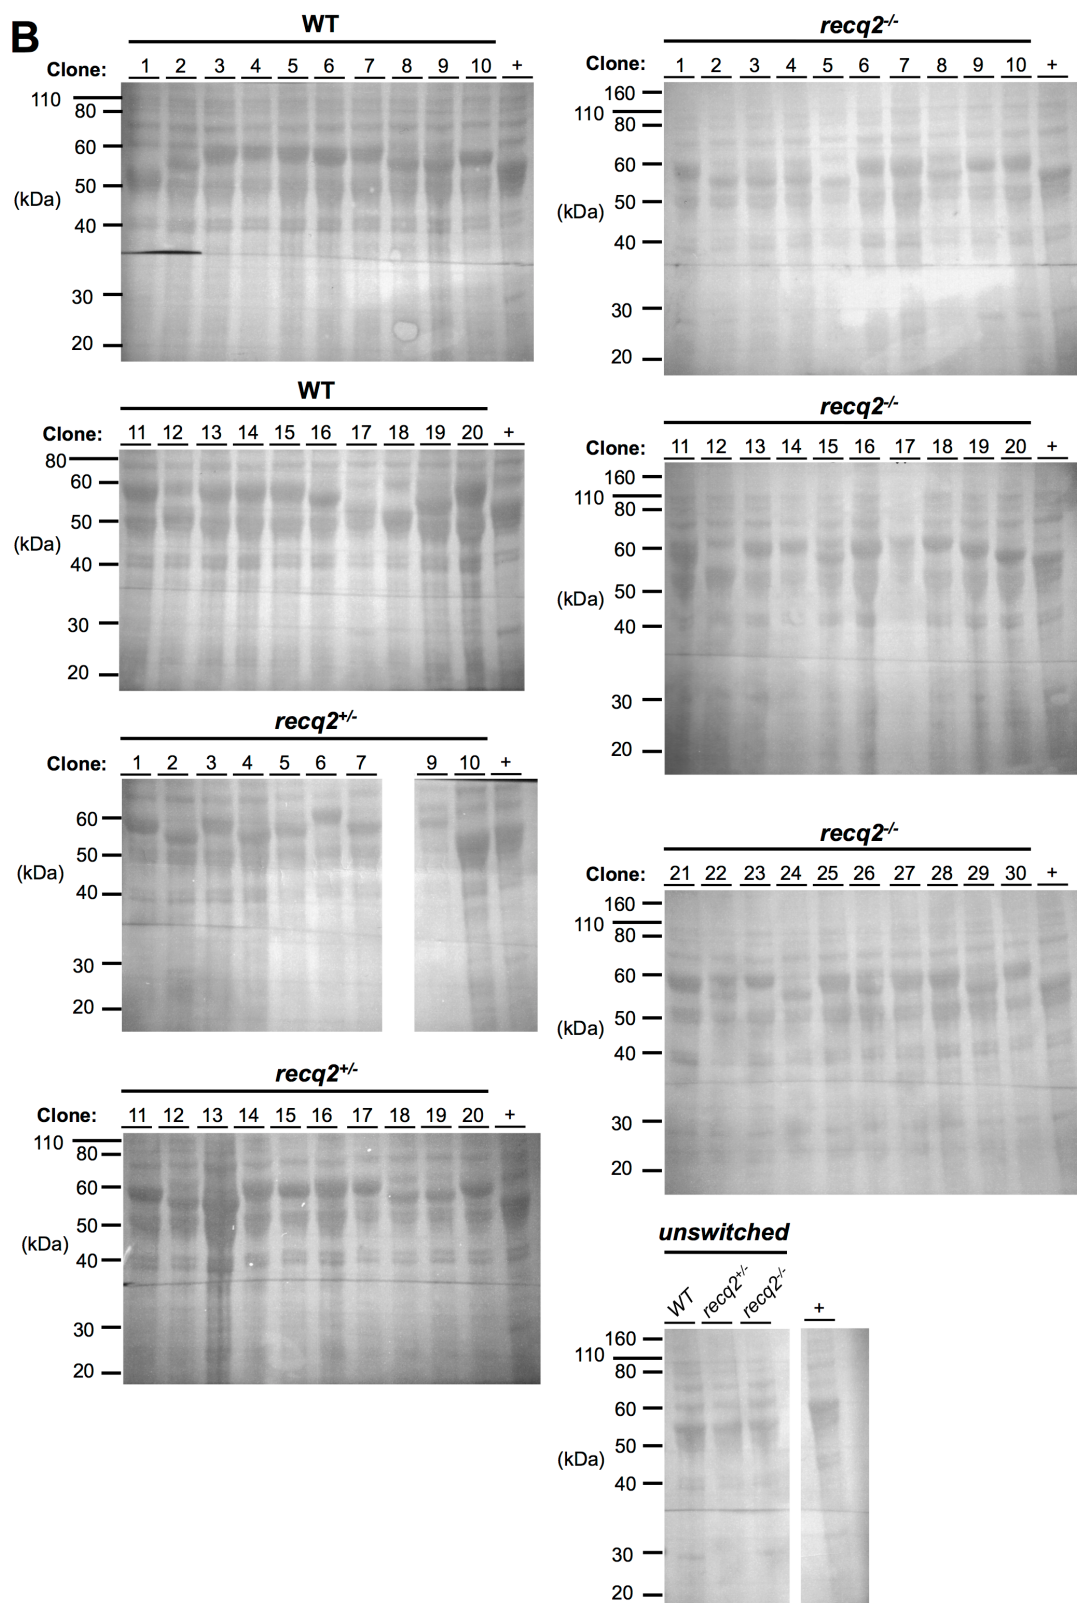 B
WT
Clone: 1 2 3 4 5 6 7 8 9 10 +
110
80
60
50
(kDa)
40
30
20
WT
Clone: 11 12 13 14 15 16 17 18 19 20 +
80
60
50
(kDa)
40
30
20
recq2+/-
Clone: 1 2 3 4 5 6 7 9 10 +
60
50
(kDa)
40
30
20
recq2+/-
Clone: 11 12 13 14 15 16 17 18 19 20 +
110
80
60
50
(kDa)
40
30
20
recq2-/-
Clone: 1 2 3 4 5 6 7 8 9 10 +
160
110
80
60
50
(kDa)
40
30
20
recq2-/-
Clone: 11 12 13 14 15 16 17 18 19 20 +
160
110
80
60
50
(kDa)
40
30
20
recq2-/-
Clone: 21 22 23 24 25 26 27 28 29 30 +
160
110
80
60
50
(kDa)
40
30
20
unswitched
WT recq2+/- recq2-/- +
160
110
80
60
50
(kDa)
40
30
20